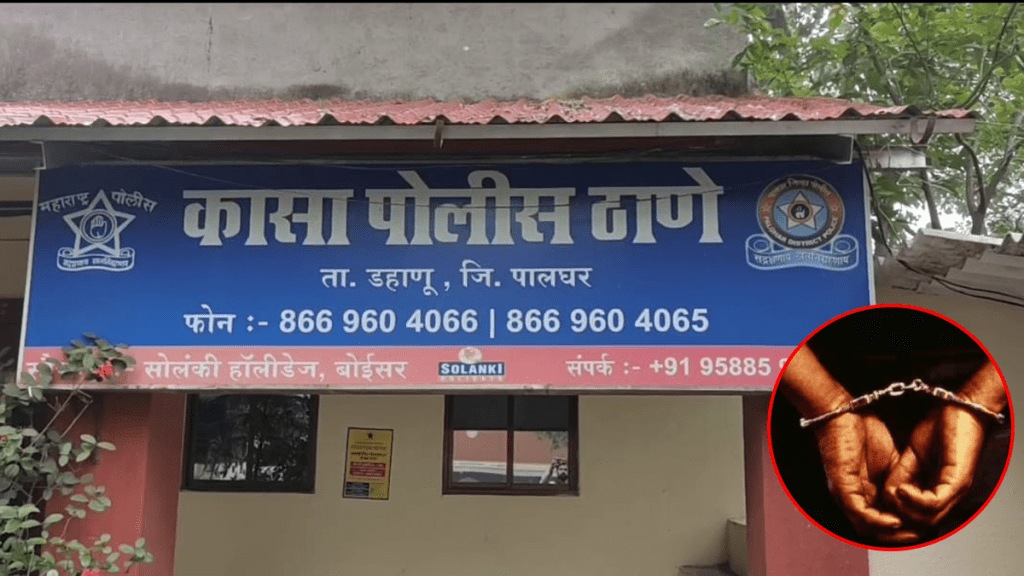 महाराष्ट्र पोलीस
कासा पोलीस ठाणे
ता. डहाणू , जि. पालघर
फोन :- 866 960 4066 | 866 960 4065
सोलंकी हॉलीडेज, बोईसर
SOLANKI
संपर्क :- +91 95885